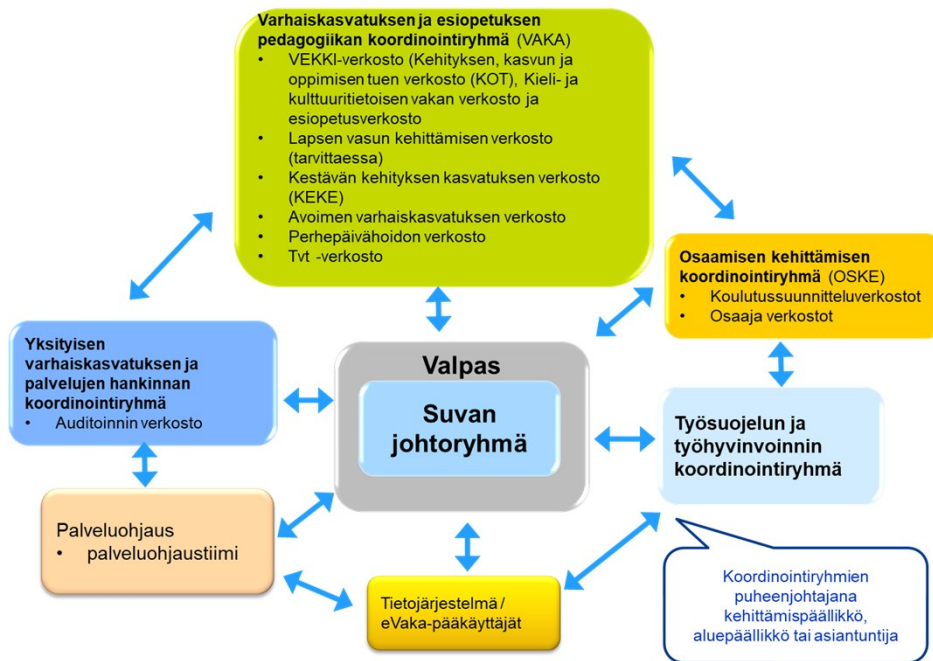 Varhaiskasvatuksen ja esiopetuksen
pedagogiikan koordinointiryhmä (VAKA)
• VEKKI-verkosto (Kehityksen, kasvun ja
oppimisen tuen verkosto (KOT), Kieli- ja
kulttuuritietoisen vakan verkosto ja
esiopetusverkosto
• Lapsen vasun kehittämisen verkosto
(tarvittaessa)
• Kestävän kehityksen kasvatuksen verkosto
(KEKE)
• Avoimen varhaiskasvatuksen verkosto
• Perhepäivähoidon verkosto
• Tvt -verkosto
Osaamisen kehittämisen
koordinointiryhmä (OSKE)
• Koulutussuunnitteluverkostot
• Osaaja verkostot
Yksityisen
varhaiskasvatuksen ja
palvelujen hankinnan
koordinointiryhmä
• Auditoinnin verkosto
Valpas
Suvan
johtoryhmä
Työsuojelun ja
työhyvinvoinnin
koordinointiryhmä
Palveluohjaus
• palveluohjaustiimi
Tietojärjestelmä /
eVaka-pääkäyttäjät
Koordinointiryhmien
puheenjohtajana
kehittämispäällikkö,
aluepäällikkö tai asiantuntija